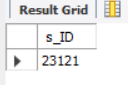 Result Grid
s_ID
23121